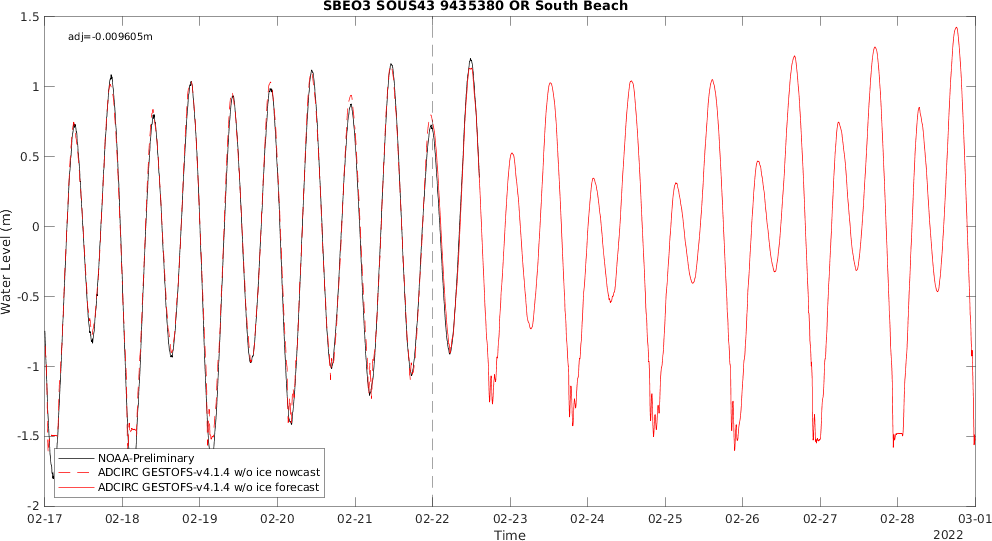 SBEO3 SOUS43 9435380 OR South Beach
adj=-0.009605m
1.5
1
0.5
0
-0.5
-1
-1.5
-2
Water Level (m)
NOAA-Preliminary
ADCIRC GESTOFS-v4.1.4 w/o ice nowcast
ADCIRC GESTOFS-v4.1.4 w/o ice forecast
02-17 02-18 02-19 02-20 02-21 02-22 02-23 02-24 02-25 02-26 02-27 02-28 03-01
Time
2022